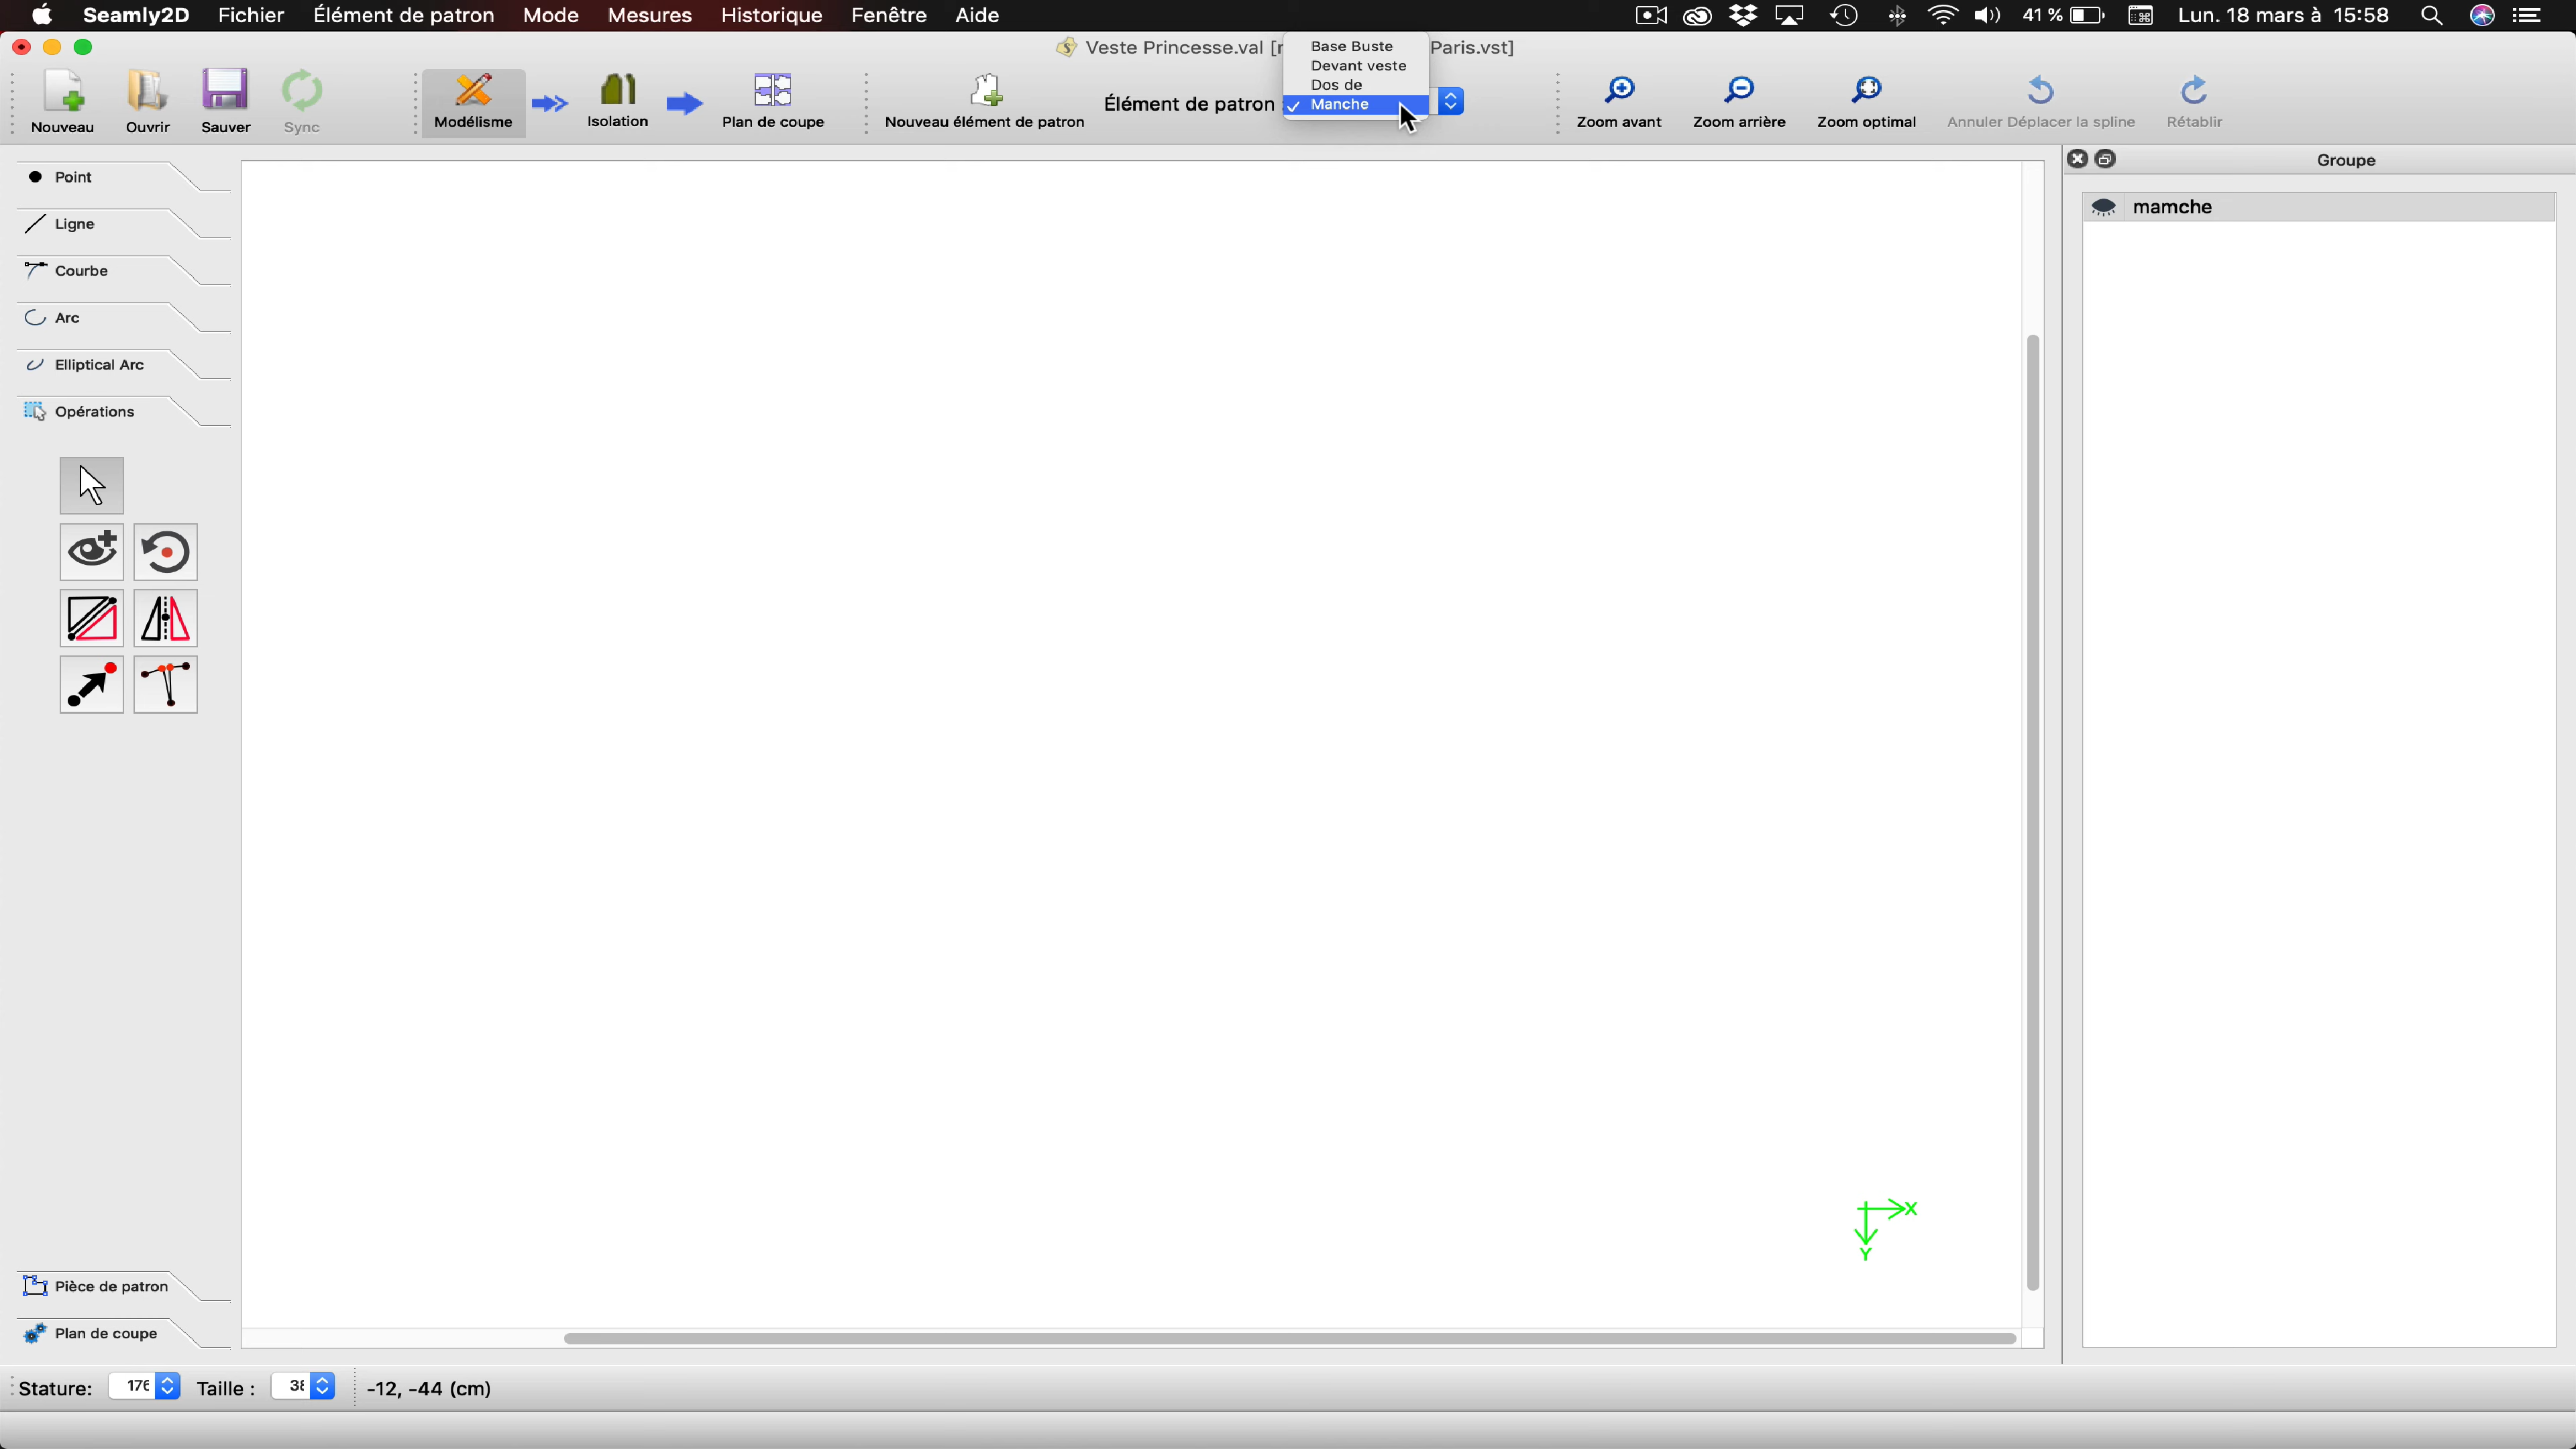 Seamly2D Fichier Élément de patron Mode Mesures Historique Fenêtre Aide 41 % Lun. 18 mars à 15:58
Veste Princesse.val [ Paris.vst]
Base Buste
Devant veste
Dos de
Manche
Nouveau Ouvrir Sauver Sync Modélisme Isolation Plan de coupe Nouveau élément de patron Élément de patron : Zoom avant Zoom arrière Zoom optimal Annuler Déplacer la spline Rétablir
Point
Ligne
Courbe
Arc
Elliptical Arc
Opérations
Groupe
mamche
X
Y
Pièce de patron
Plan de coupe
Stature: 176 Taille : 38 -12, -44 (cm)